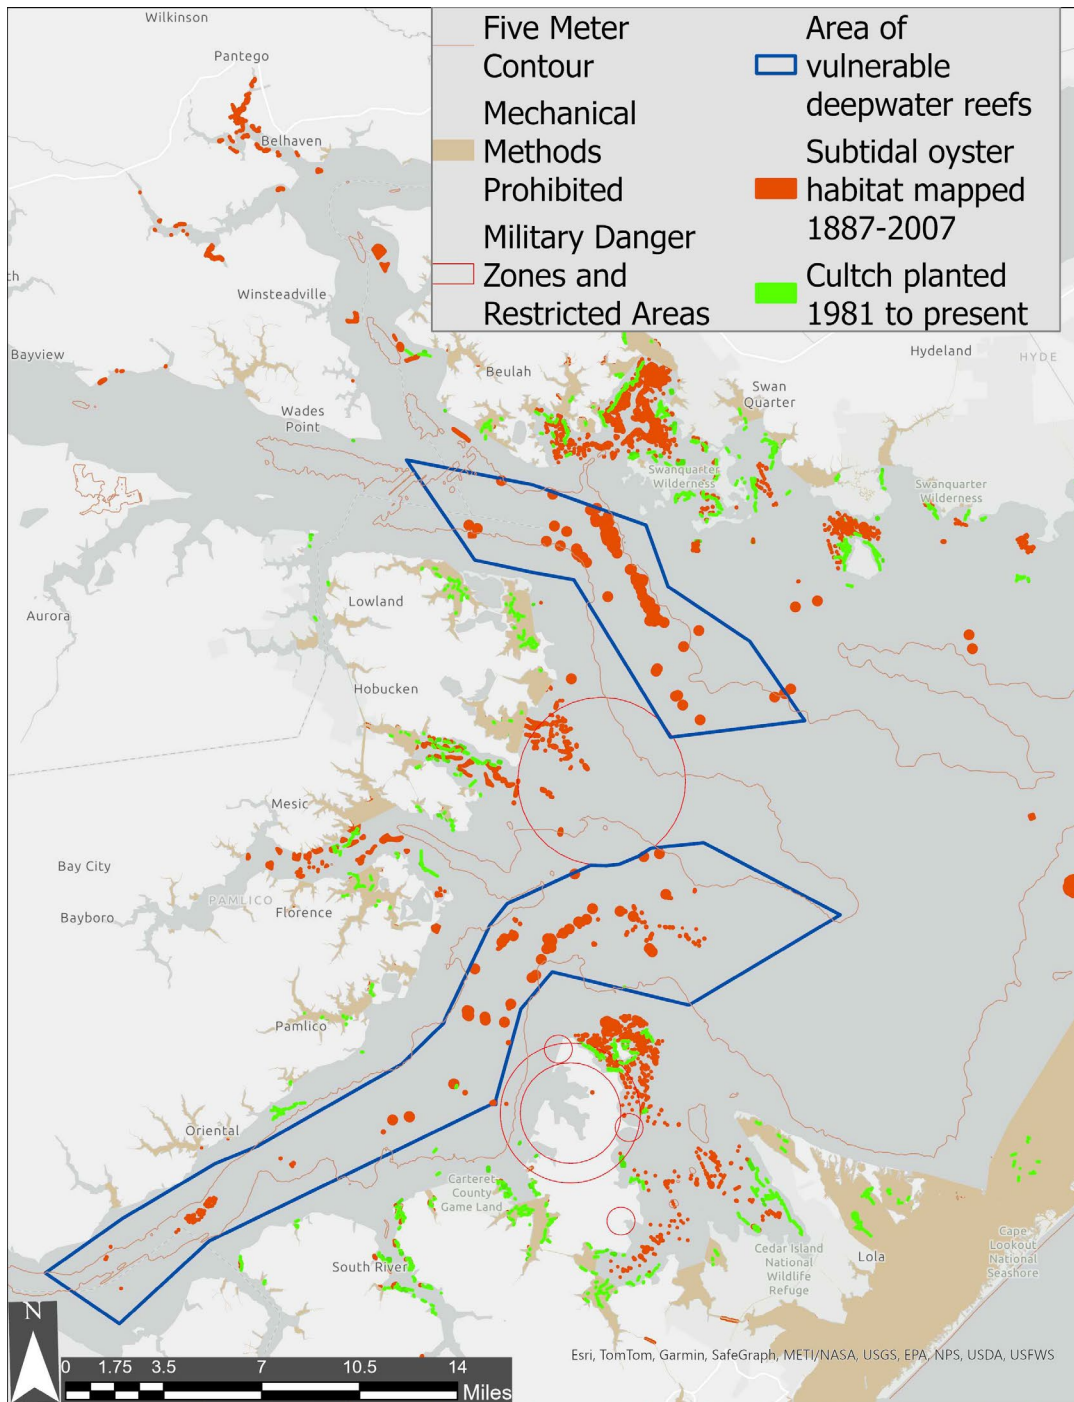 Wilkinson
Pantego
Belhaven
Five Meter
Contour
Mechanical
Methods
Prohibited
Military Danger
Zones and
Restricted Areas
Area of
vulnerable
deepwater reefs
Subtidal oyster
habitat mapped
1887-2007
Cultch planted
1981 to present
th
Winsteadville
Bayview
Beulah
Hydeland
HYDE
Swan
Quarter
Wades
Point
Swanquarter
Wilderness
Swanquarter
Wilderness
Aurora
Lowland
Hobucken
Mesic
Bay City
PAMLICO
Bayboro
Florence
Pamlico
Oriental
Carteret
County
Game Land
South River
Cedar Island
National
Wildlife
Refuge
Lola
Cape
Lookout
National
Seashore
N
0 1.75 3.5 7 10.5 14
Miles
Esri, TomTom, Garmin, SafeGraph, METI/NASA, USGS, EPA, NPS, USDA, USFWS